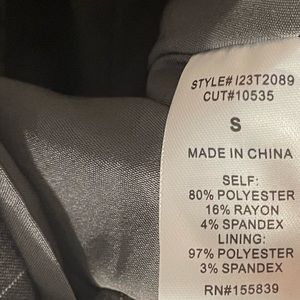 STYLE# I23T2089
CUT#10535
S
MADE IN CHINA
SELF:
80% POLYESTER
16% RAYON
4% SPANDEX
LINING:
97% POLYESTER
3% SPANDEX
RN#155839